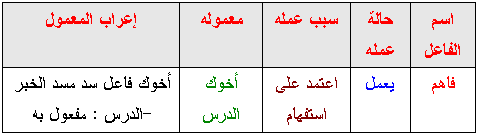 اسم الفاعل
حالة عمله
سبب عمله
معموله
إعراب المعمول
فاهم
يعمل
اعتمد على
استفهام
أخوك
الدرس
أخوك فاعل سد مسد الخبر
-الدرس : مفعول به